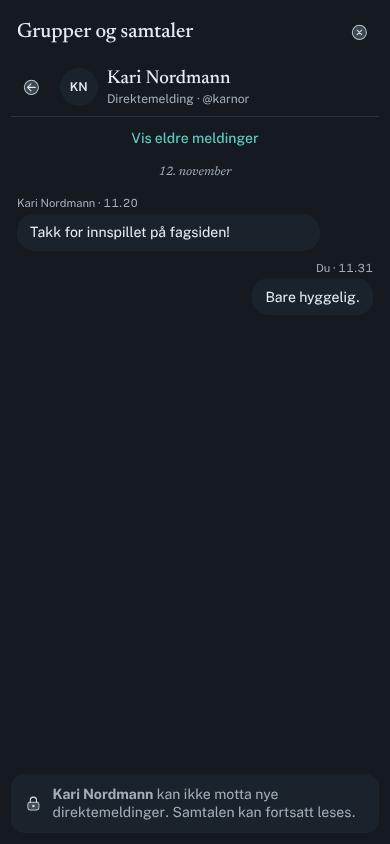 Grupper og samtaler
KN
Kari Nordmann
Direktemelding · @karnor
Vis eldre meldinger
12. november
Kari Nordmann · 11.20
Takk for innspillet på fagsiden!
Du · 11.31
Bare hyggelig.
Kari Nordmann kan ikke motta nye
direktemeldinger. Samtalen kan fortsatt leses.